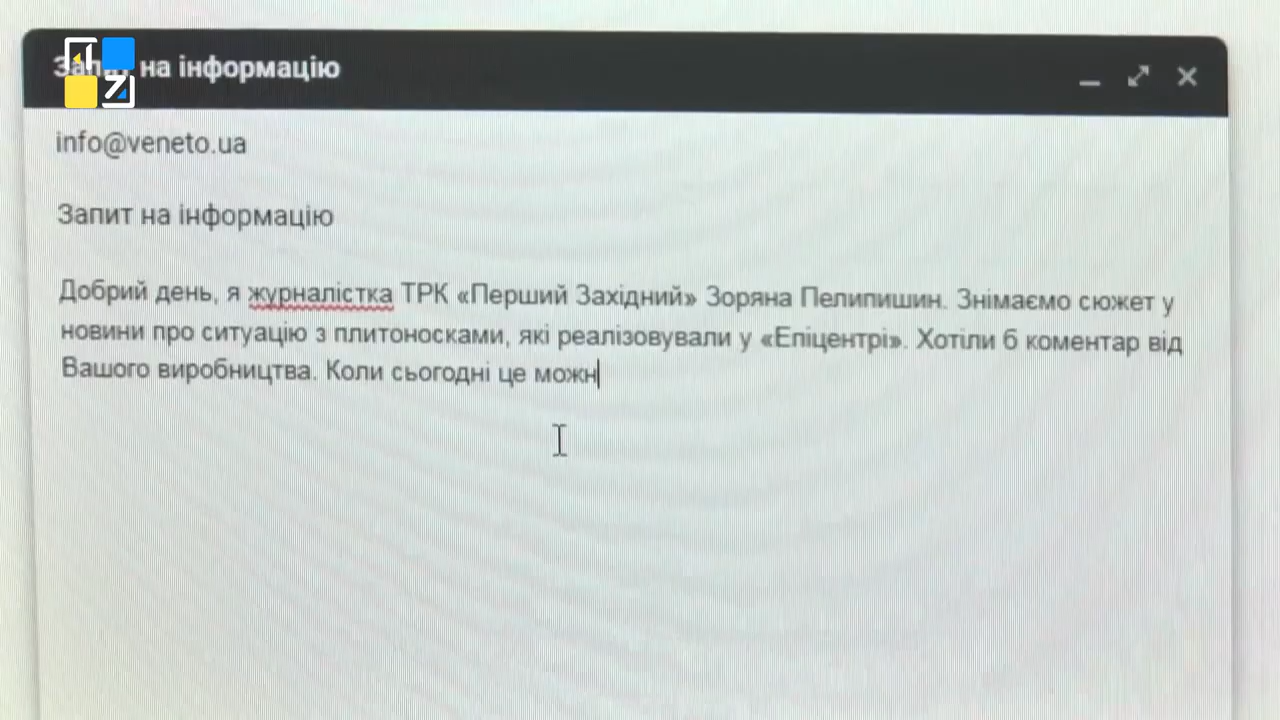 Запит на інформацію
info@veneto.ua
Запит на інформацію
Добрий день, я журналістка ТРК «Перший Західний» Зоряна Пелипишин. Знімаємо сюжет у
новини про ситуацію з плитоносками, які реалізовували у «Епіцентрі». Хотіли б коментар від
Вашого виробництва. Коли сьогодні це можн